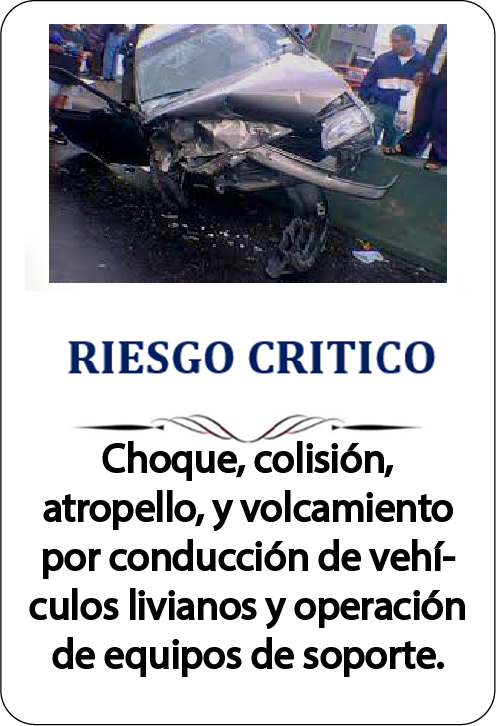 RIESGO CRITICO
Choque, colisión,
atropello, y volcamiento
por conducción de vehí-
culos livianos y operación
de equipos de soporte.